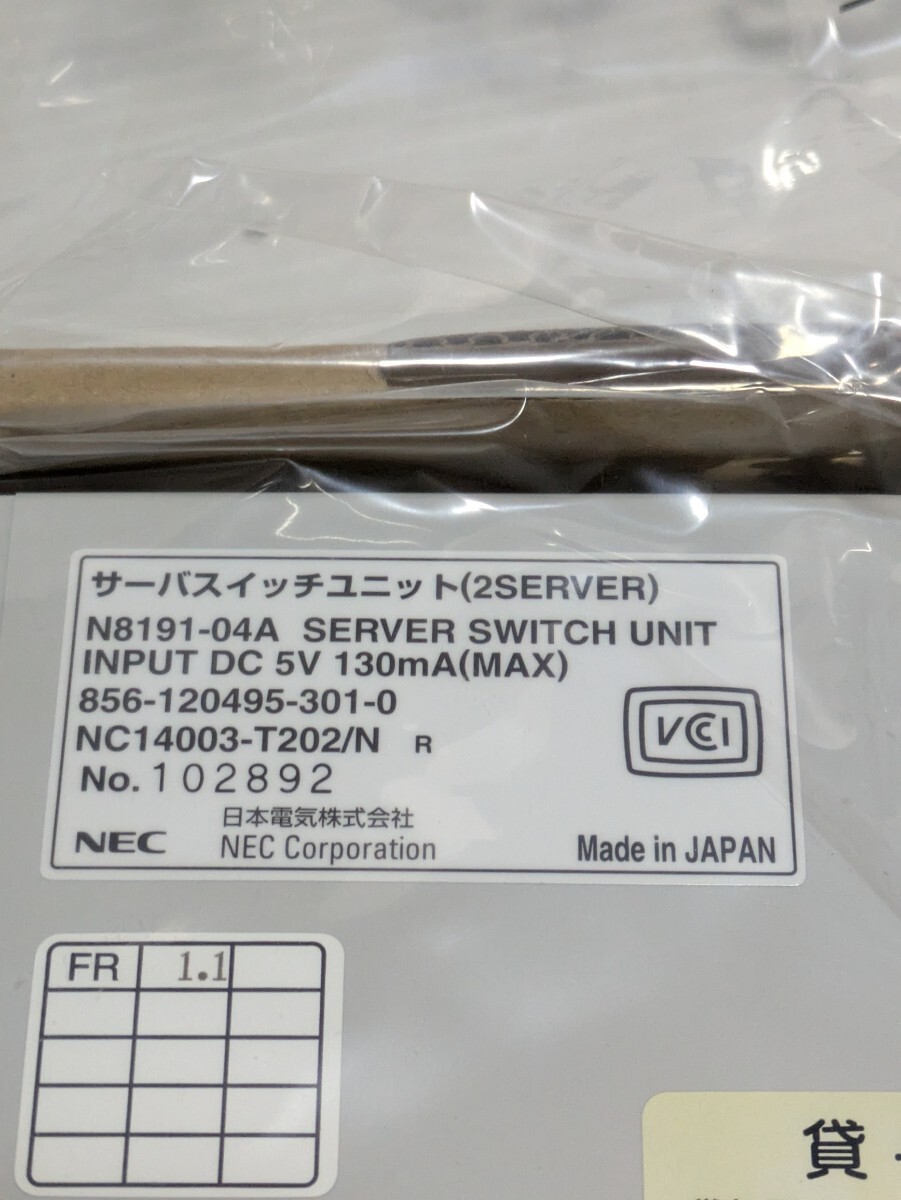 サーバスイッチユニット(2SERVER)
N8191-04A SERVER SWITCH UNIT
INPUT DC 5V 130mA(MAX)
856-120495-301-0
NC14003-T202/N R
No. 102892
VCCI
日本電気株式会社
NEC NEC Corporation Made in JAPAN
FR 1.1
貸